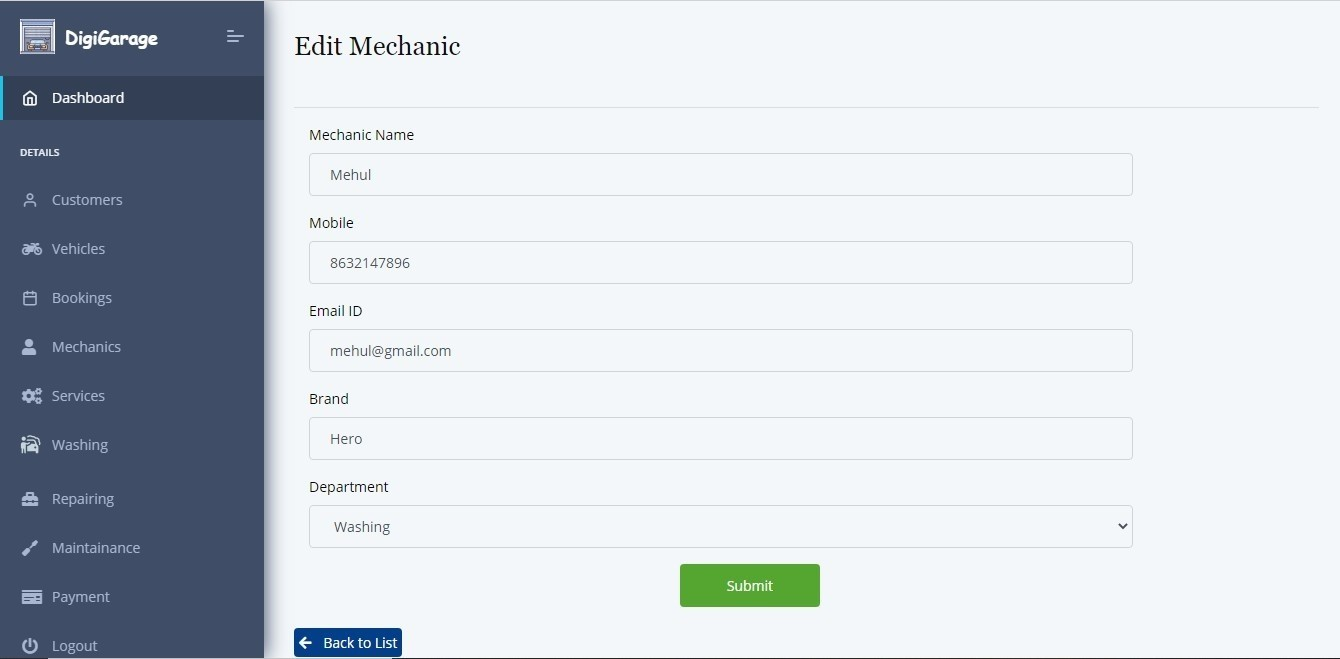 DigiGarage
Dashboard
DETAILS
Customers
Vehicles
Bookings
Mechanics
Services
Washing
Repairing
Maintainance
Payment
Logout
Edit Mechanic
Mechanic Name
Mehul
Mobile
8632147896
Email ID
mehul@gmail.com
Brand
Hero
Department
Washing
Submit
Back to List